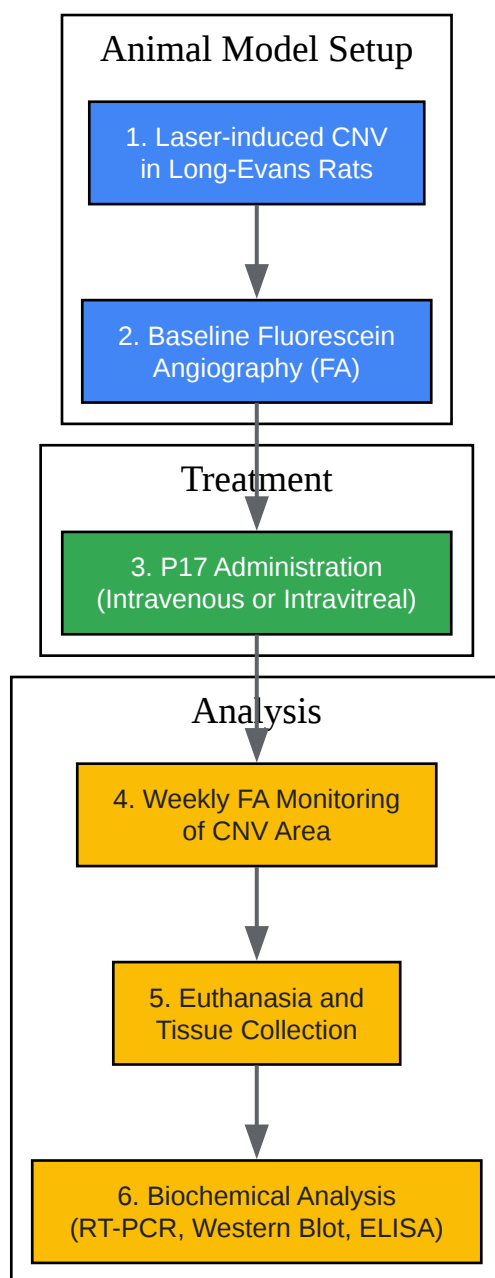 Animal Model Setup
1. Laser-induced CNV
in Long-Evans Rats
2. Baseline Fluorescein
Angiography (FA)
Treatment
3. P17 Administration
(Intravenous or Intravitreal)
Analysis
4. Weekly FA Monitoring
of CNV Area
5. Euthanasia and
Tissue Collection
6. Biochemical Analysis
(RT-PCR, Western Blot, ELISA)